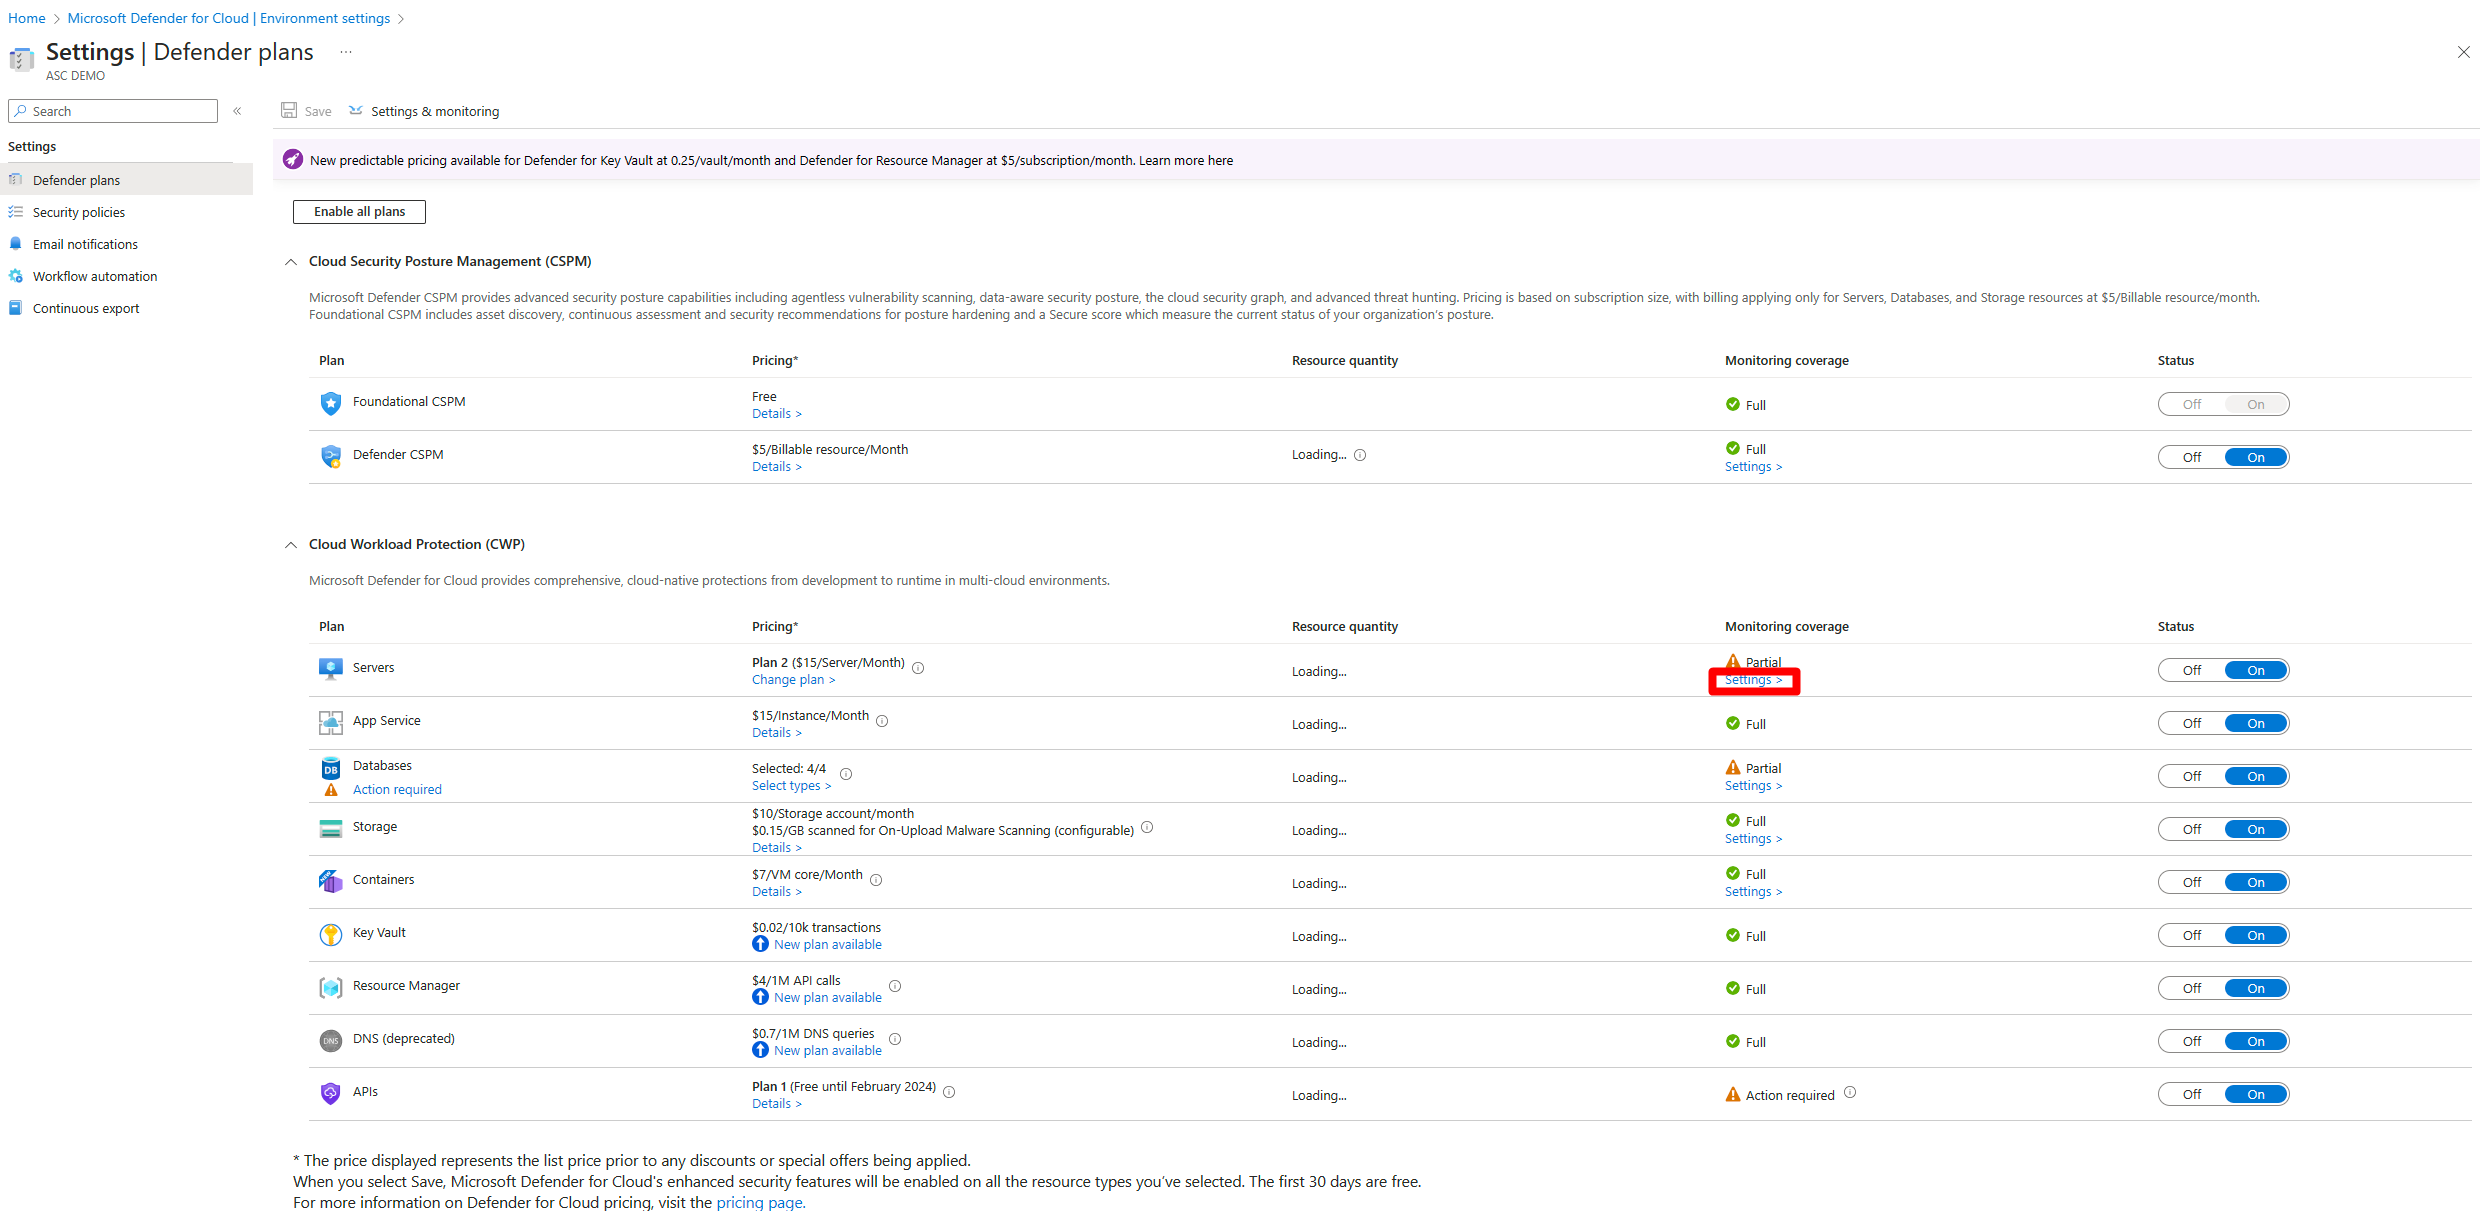 Home > Microsoft Defender for Cloud | Environment settings >
Settings | Defender plans ...
ASC DEMO
Search «
Settings
Defender plans
Security policies
Email notifications
Workflow automation
Continuous export
Save Settings & monitoring
New predictable pricing available for Defender for Key Vault at 0.25/vault/month and Defender for Resource Manager at $5/subscription/month. Learn more here
Enable all plans
Cloud Security Posture Management (CSPM)
Microsoft Defender CSPM provides advanced security posture capabilities including agentless vulnerability scanning, data-aware security posture, the cloud security graph, and advanced threat hunting. Pricing is based on subscription size, with billing applying only for Servers, Databases, and Storage resources at $5/Billable resource/month.
Foundational CSPM includes asset discovery, continuous assessment and security recommendations for posture hardening and a Secure score which measure the current status of your organization's posture.
Plan Pricing* Resource quantity Monitoring coverage Status
Foundational CSPM Free Full Off On
Details >
Defender CSPM $5/Billable resource/Month Loading... Full Off On
Details > Settings >
Cloud Workload Protection (CWP)
Microsoft Defender for Cloud provides comprehensive, cloud-native protections from development to runtime in multi-cloud environments.
Plan Pricing* Resource quantity Monitoring coverage Status
Servers Plan 2 ($15/Server/Month) Loading... Partial Off On
Change plan > Settings >
App Service $15/Instance/Month Loading... Full Off On
Details >
DB Databases Selected: 4/4 Loading... Partial Off On
Action required Select types > Settings >
$10/Storage account/month
Storage $0.15/GB scanned for On-Upload Malware Scanning (configurable) Loading... Full Off On
Details > Settings >
NEW Containers $7/VM core/Month Loading... Full Off On
Details > Settings >
Key Vault $0.02/10k transactions Loading... Full Off On
New plan available
Resource Manager $4/1M API calls Loading... Full Off On
New plan available
DNS DNS (deprecated) $0.7/1M DNS queries Loading... Full Off On
New plan available
APIs Plan 1 (Free until February 2024) Loading... Action required Off On
Details >
* The price displayed represents the list price prior to any discounts or special offers being applied.
When you select Save, Microsoft Defender for Cloud's enhanced security features will be enabled on all the resource types you've selected. The first 30 days are free.
For more information on Defender for Cloud pricing, visit the pricing page.